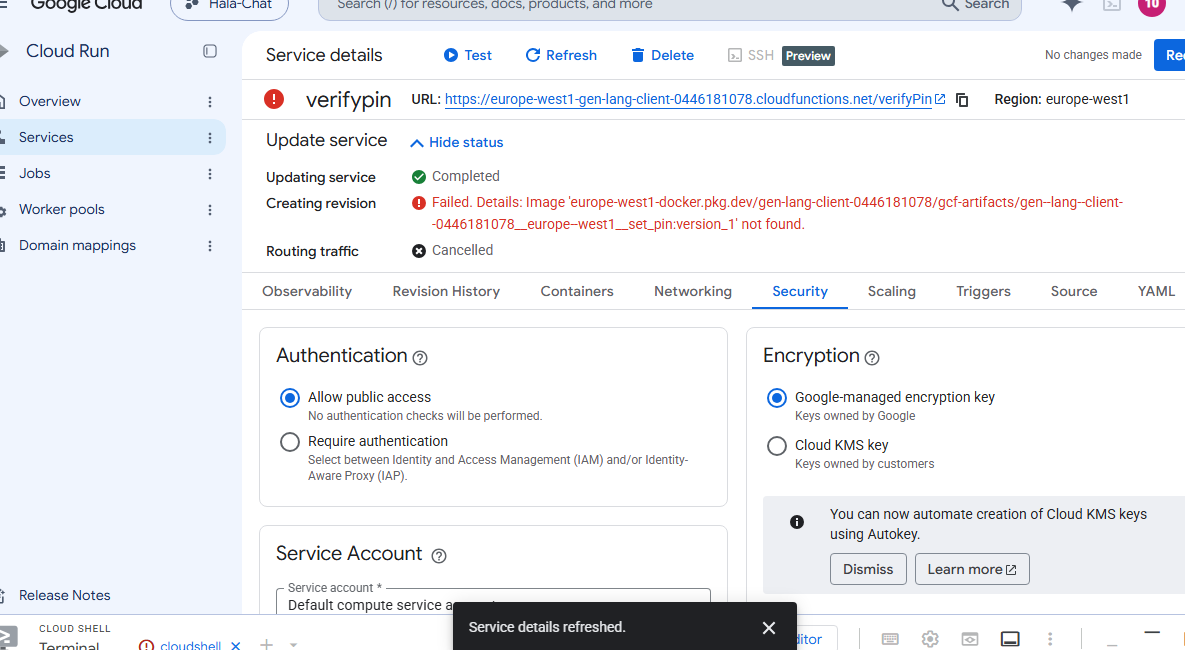 Google Cloud
Hala-Chat
Search (/) for resources, docs, products, and more
Search
10
Cloud Run
Service details
Test
Refresh
Delete
SSH
Preview
No changes made
Overview
verifypin
URL: https://europe-west1-gen-lang-client-0446181078.cloudfunctions.net/verifyPin
Region: europe-west1
Services
Update service
Hide status
Jobs
Updating service
Completed
Worker pools
Creating revision
Failed. Details: Image 'europe-west1-docker.pkg.dev/gen-lang-client-0446181078/gcf-artifacts/gen--lang--client-
-0446181078__europe--west1__set_pin:version_1' not found.
Domain mappings
Routing traffic
Cancelled
Observability
Revision History
Containers
Networking
Security
Scaling
Triggers
Source
YAML
Authentication
Allow public access
No authentication checks will be performed.
Require authentication
Select between Identity and Access Management (IAM) and/or Identity-
Aware Proxy (IAP).
Encryption
Google-managed encryption key
Keys owned by Google
Cloud KMS key
Keys owned by customers
You can now automate creation of Cloud KMS keys
using Autokey.
Dismiss
Learn more
Service Account
Service account *
Default compute service
Release Notes
CLOUD SHELL
Terminal
cloudshell
Service details refreshed.